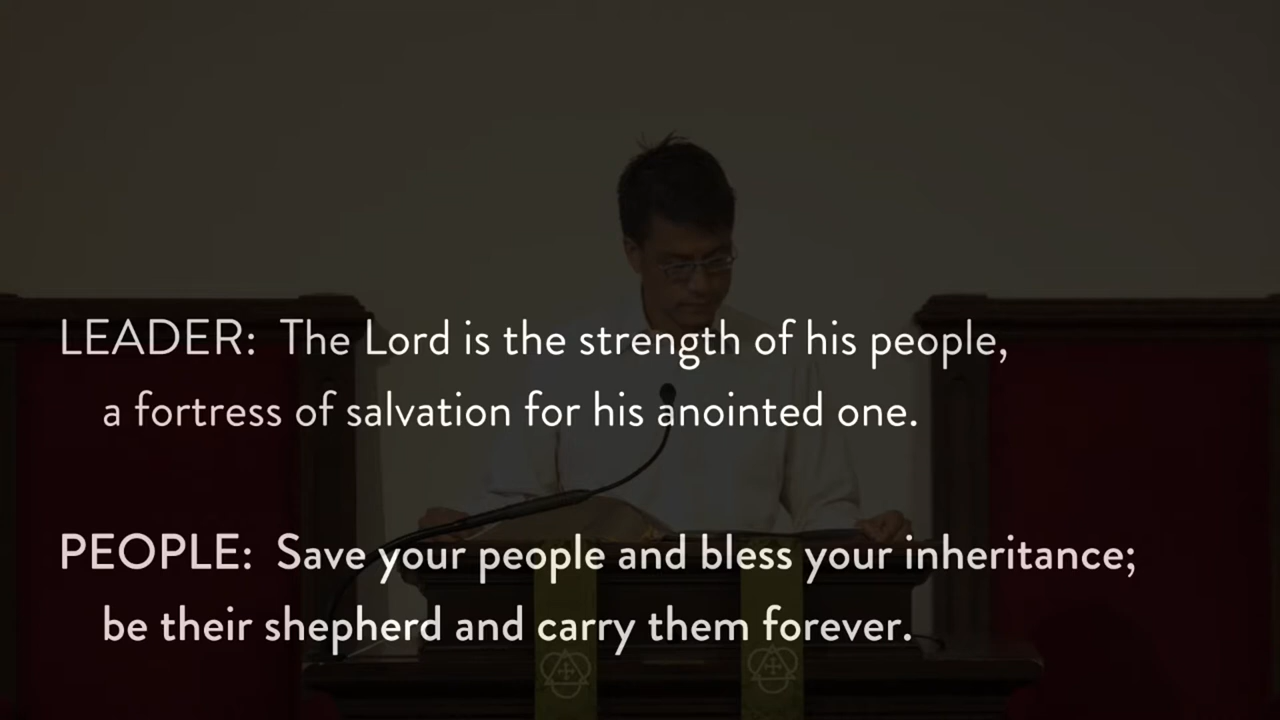 LEADER: The Lord is the strength of his people,
a fortress of salvation for his anointed one.
PEOPLE: Save your people and bless your inheritance;
be their shepherd and carry them forever.